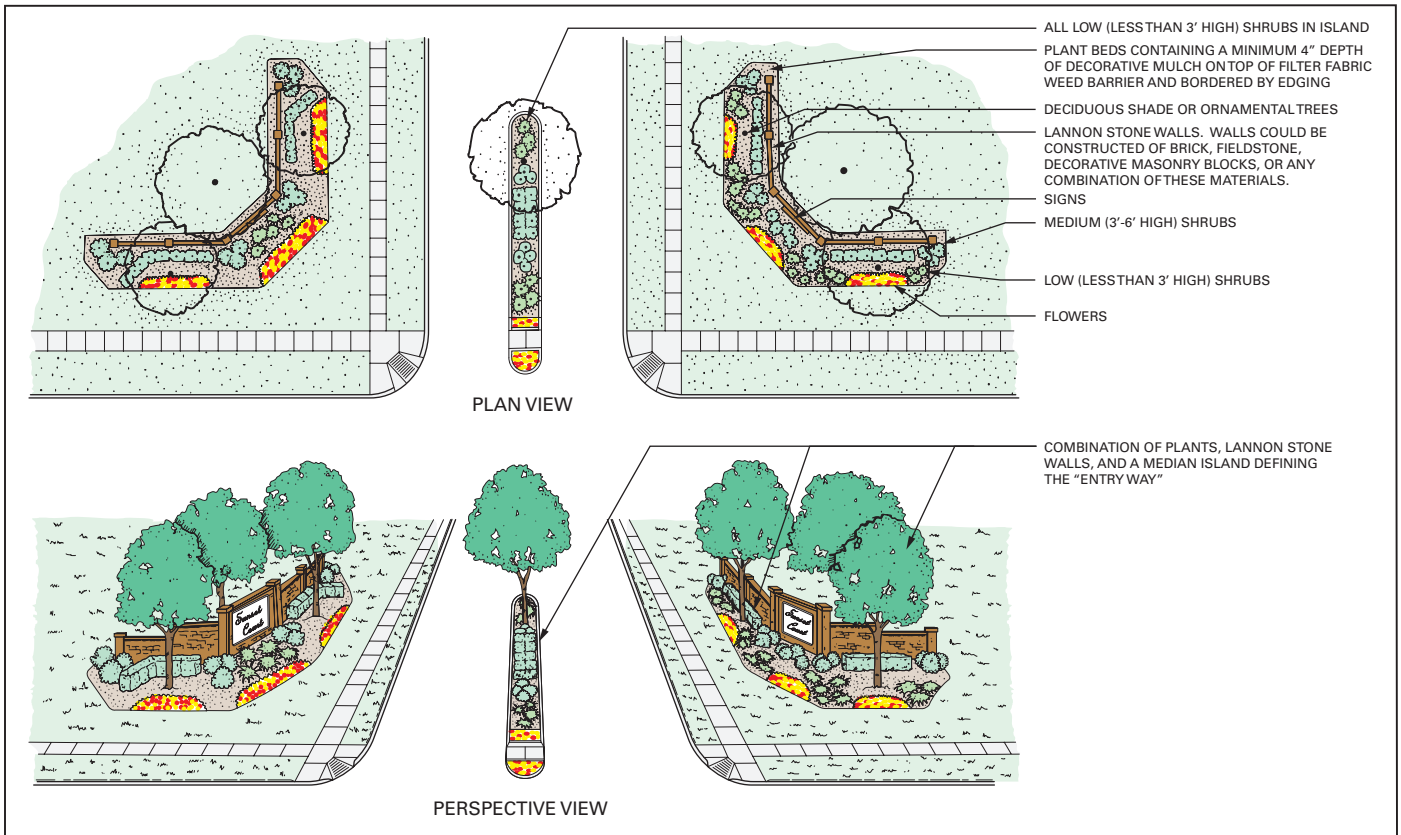 ALL LOW (LESS THAN 3' HIGH) SHRUBS IN ISLAND
PLANT BEDS CONTAINING A MINIMUM 4" DEPTH
OF DECORATIVE MULCH ON TOP OF FILTER FABRIC
WEED BARRIER AND BORDERED BY EDGING
DECIDUOUS SHADE OR ORNAMENTAL TREES
LANNON STONE WALLS. WALLS COULD BE
CONSTRUCTED OF BRICK, FIELDSTONE,
DECORATIVE MASONRY BLOCKS, OR ANY
COMBINATION OF THESE MATERIALS.
SIGNS
MEDIUM (3'-6' HIGH) SHRUBS
LOW (LESS THAN 3' HIGH) SHRUBS
FLOWERS
PLAN VIEW
COMBINATION OF PLANTS, LANNON STONE
WALLS, AND A MEDIAN ISLAND DEFINING
THE "ENTRY WAY"
Sunset
Court
Sunset
Court
PERSPECTIVE VIEW